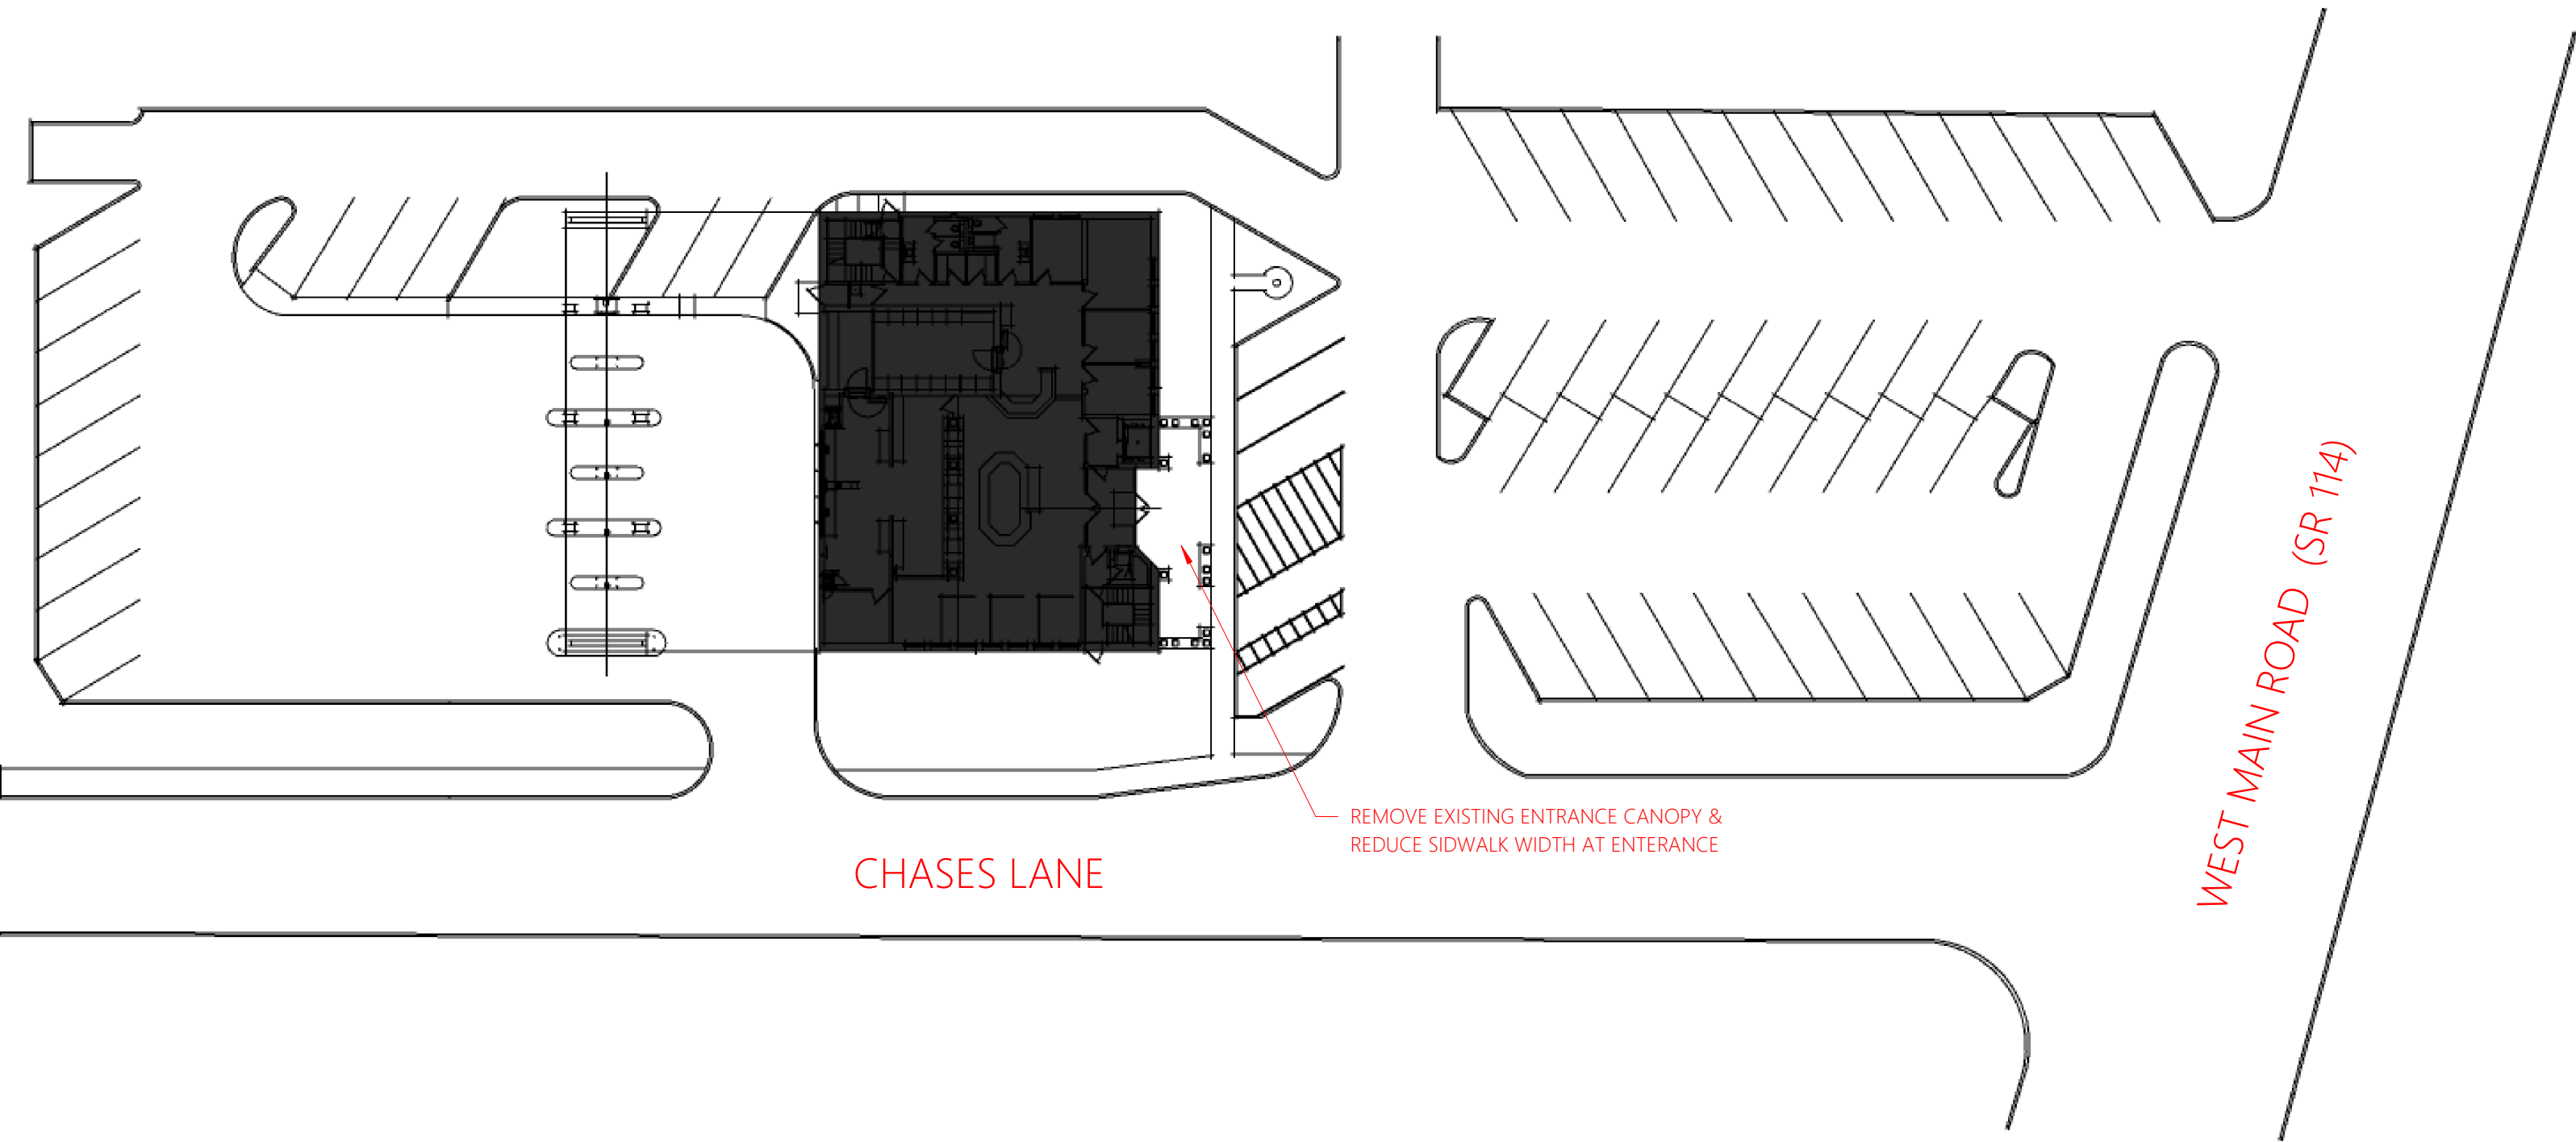 WEST MAIN ROAD (SR 114)
REMOVE EXISTING ENTRANCE CANOPY &
REDUCE SIDWALK WIDTH AT ENTERANCE
CHASES LANE